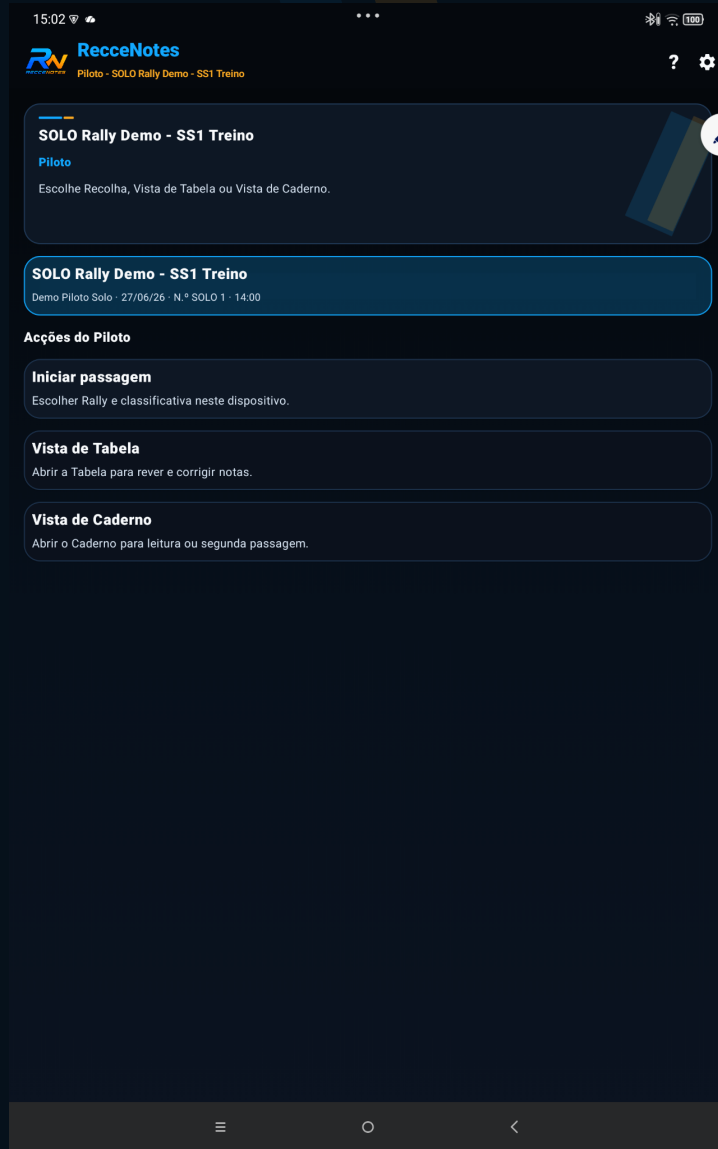 15:02
100
RecceNotes
RN
RECCENOTES
Piloto - SOLO Rally Demo - SS1 Treino
?
SOLO Rally Demo - SS1 Treino
Piloto
Escolhe Recolha, Vista de Tabela ou Vista de Caderno.
SOLO Rally Demo - SS1 Treino
Demo Piloto Solo · 27/06/26 · N.º SOLO 1 · 14:00
Acções do Piloto
Iniciar passagem
Escolher Rally e classificativa neste dispositivo.
Vista de Tabela
Abrir a Tabela para rever e corrigir notas.
Vista de Caderno
Abrir o Caderno para leitura ou segunda passagem.